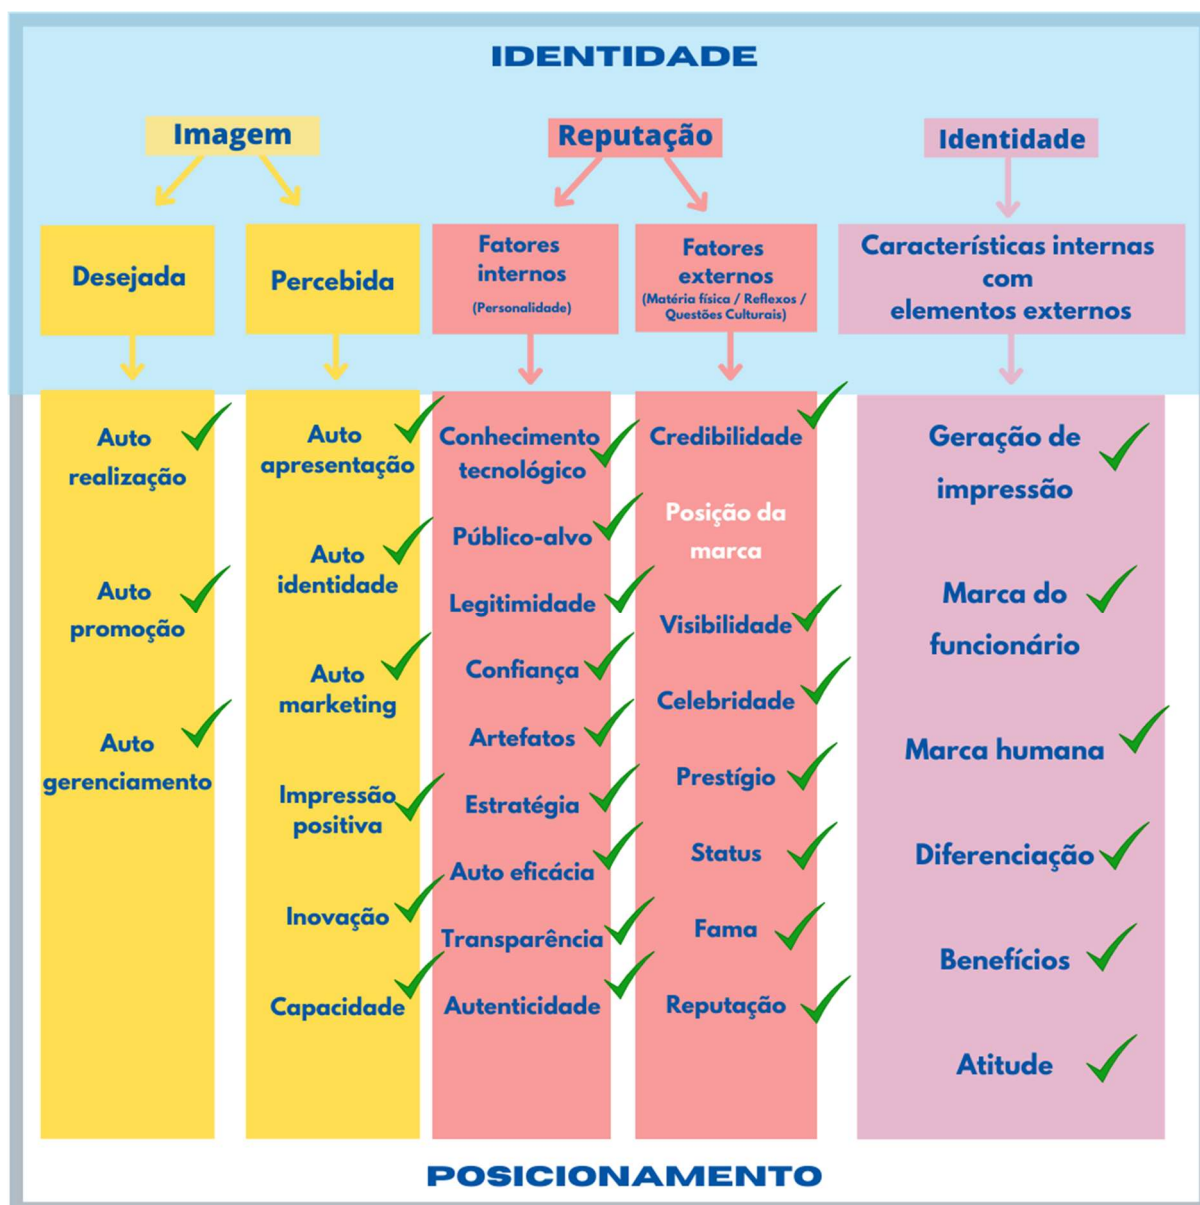 IDENTIDADE
Imagem
Reputação
Identidade
Desejada
Percebida
Fatores
internos
(Personalidade)
Fatores
externos
(Matéria física / Reflexos /
Questões Culturais)
Características internas
com
elementos externos
Auto
realização
Auto
promoção
Auto
gerenciamento
Auto
apresentação
Auto
identidade
Auto
marketing
Impressão
positiva
Inovação
Capacidade
Conhecimento
tecnológico
Público-alvo
Legitimidade
Confiança
Artefatos
Estratégia
Auto eficácia
Transparência
Autenticidade
Credibilidade
Posição da
marca
Visibilidade
Celebridade
Prestígio
Status
Fama
Reputação
Geração de
impressão
Marca do
funcionário
Marca humana
Diferenciação
Benefícios
Atitude
POSICIONAMENTO